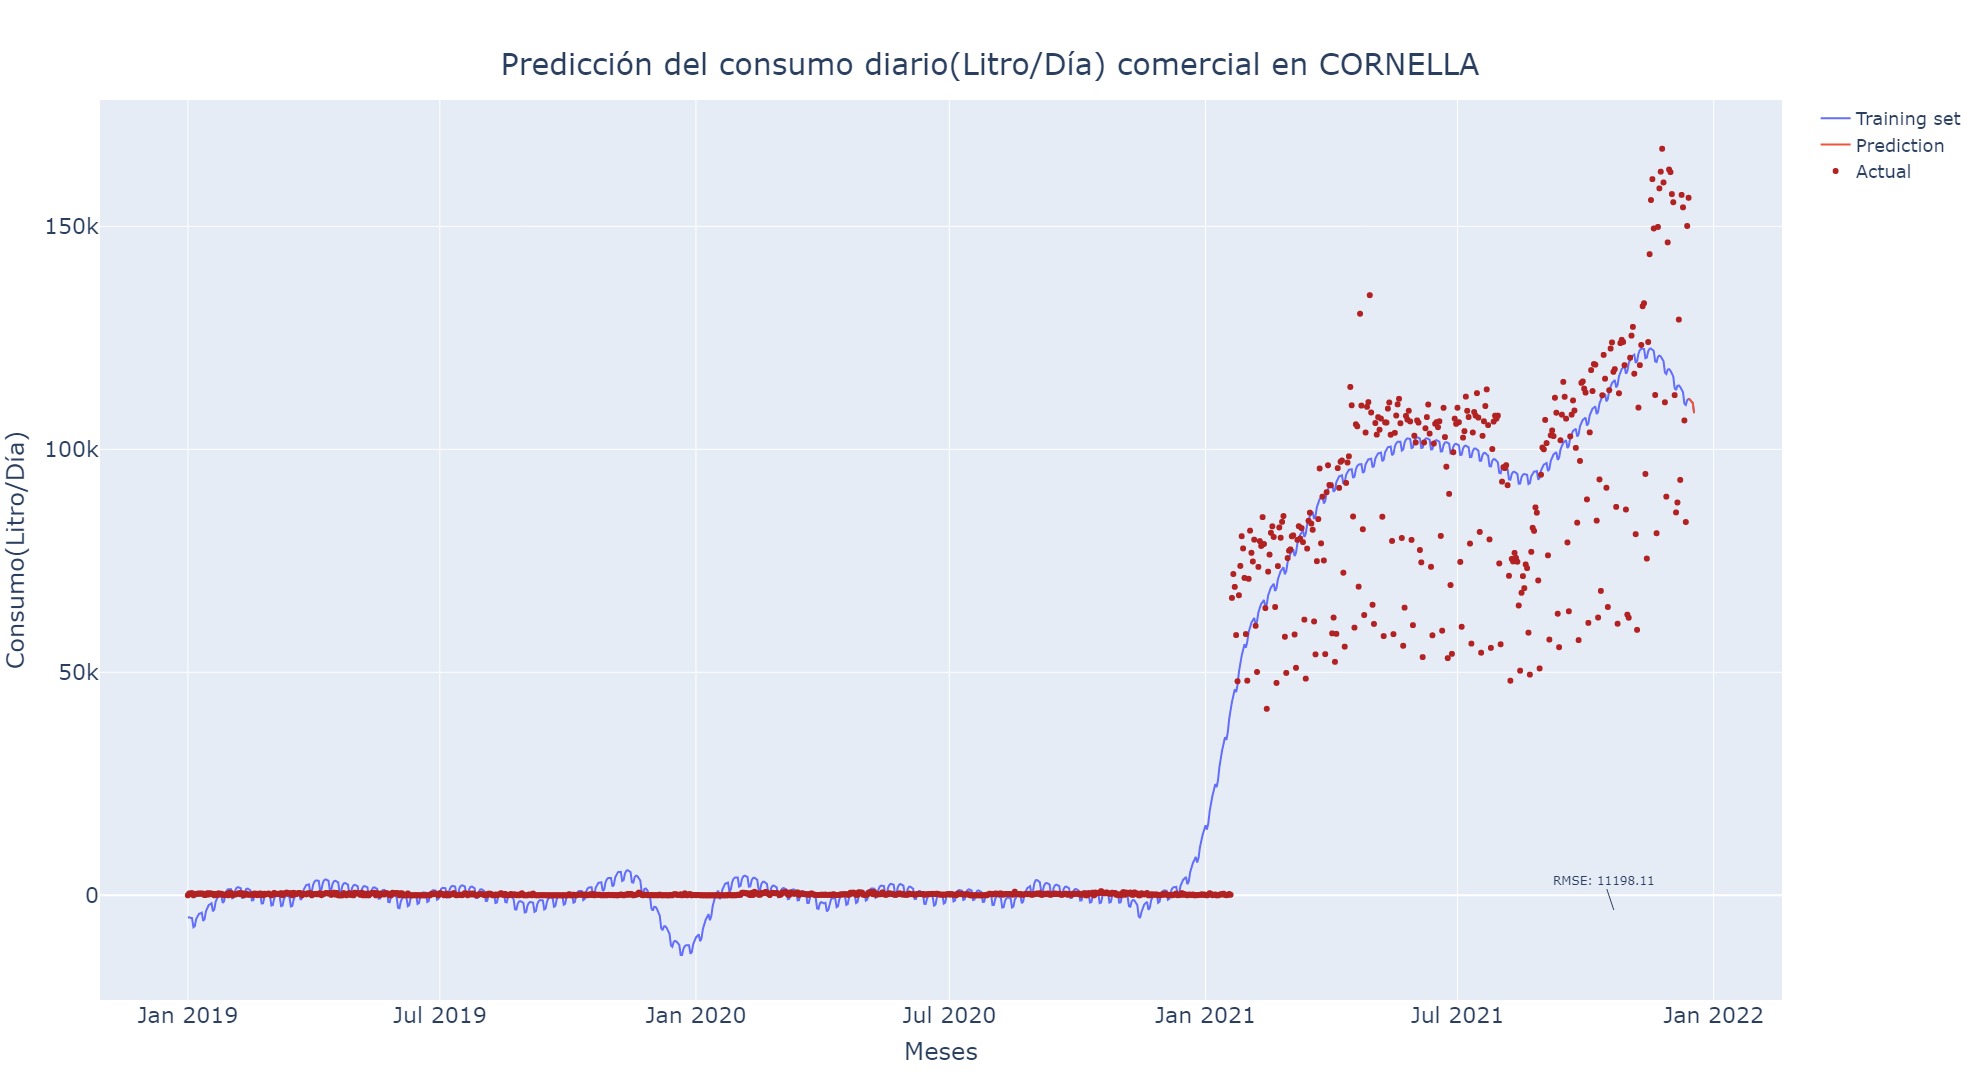 Predicción del consumo diario(Litro/Día) comercial en CORNELLA
Training set
Prediction
Actual
Consumo(Litro/Día)
150k
100k
50k
0
RMSE: 11198.11
Jan 2019
Jul 2019
Jan 2020
Jul 2020
Jan 2021
Jul 2021
Jan 2022
Meses